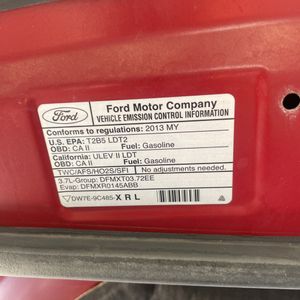 Ford
Ford Motor Company
VEHICLE EMISSION CONTROL INFORMATION
Conforms to regulations: 2013 MY
U.S. EPA: T2B5 LDT2
OBD: CA II Fuel: Gasoline
California: ULEV II LDT
OBD: CA II Fuel: Gasoline
TWC/AFS/HO2S/SFI No adjustments needed.
3.7L-Group: DFMXT03.72EE
Evap: DFMXR0145ABB
DW7E-9C485-X R L